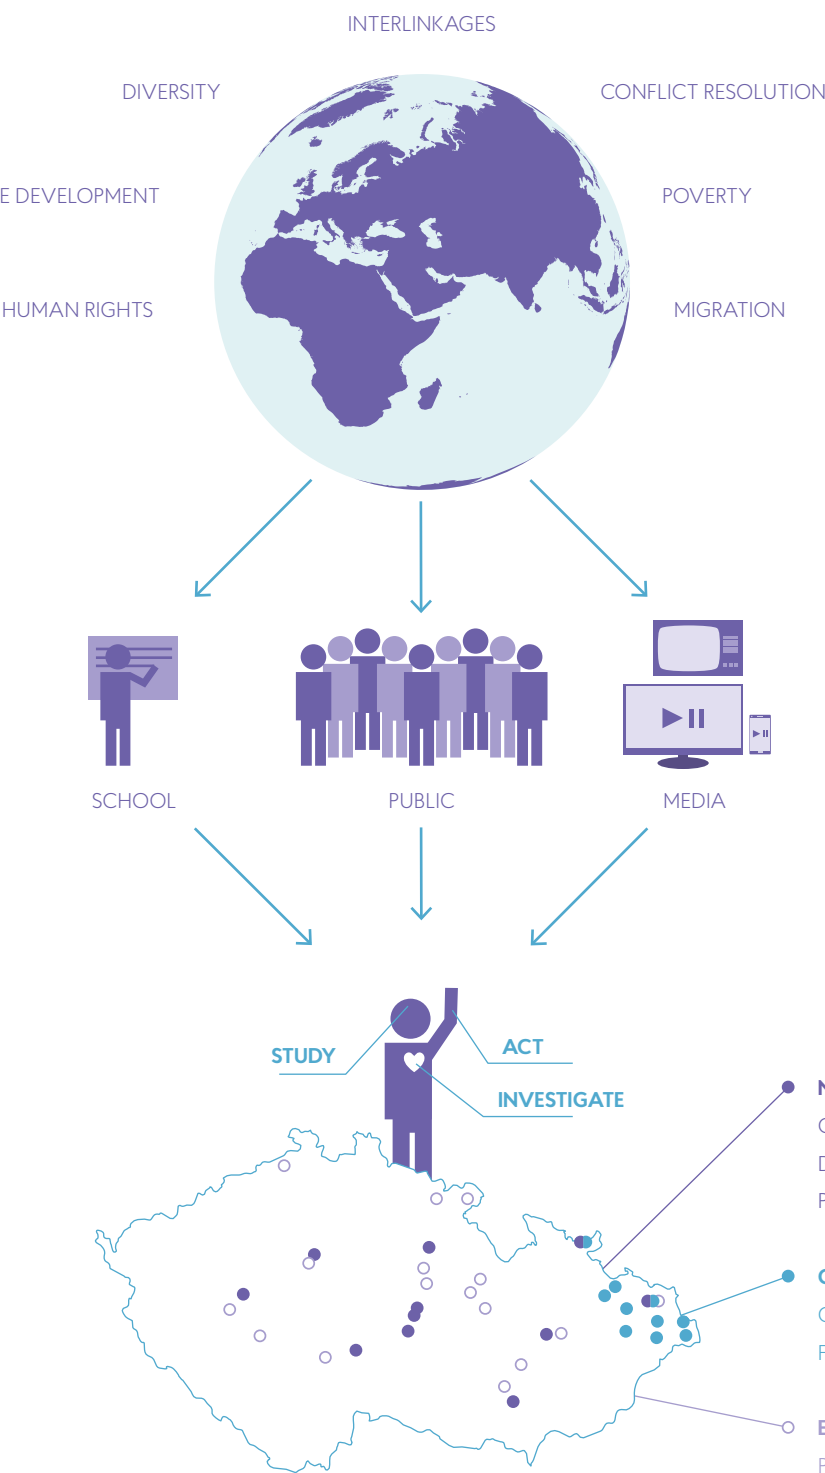 INTERLINKAGES
DIVERSITY
CONFLICT RESOLUTION
E DEVELOPMENT
POVERTY
HUMAN RIGHTS
MIGRATION
SCHOOL
PUBLIC
MEDIA
STUDY
ACT
INVESTIGATE